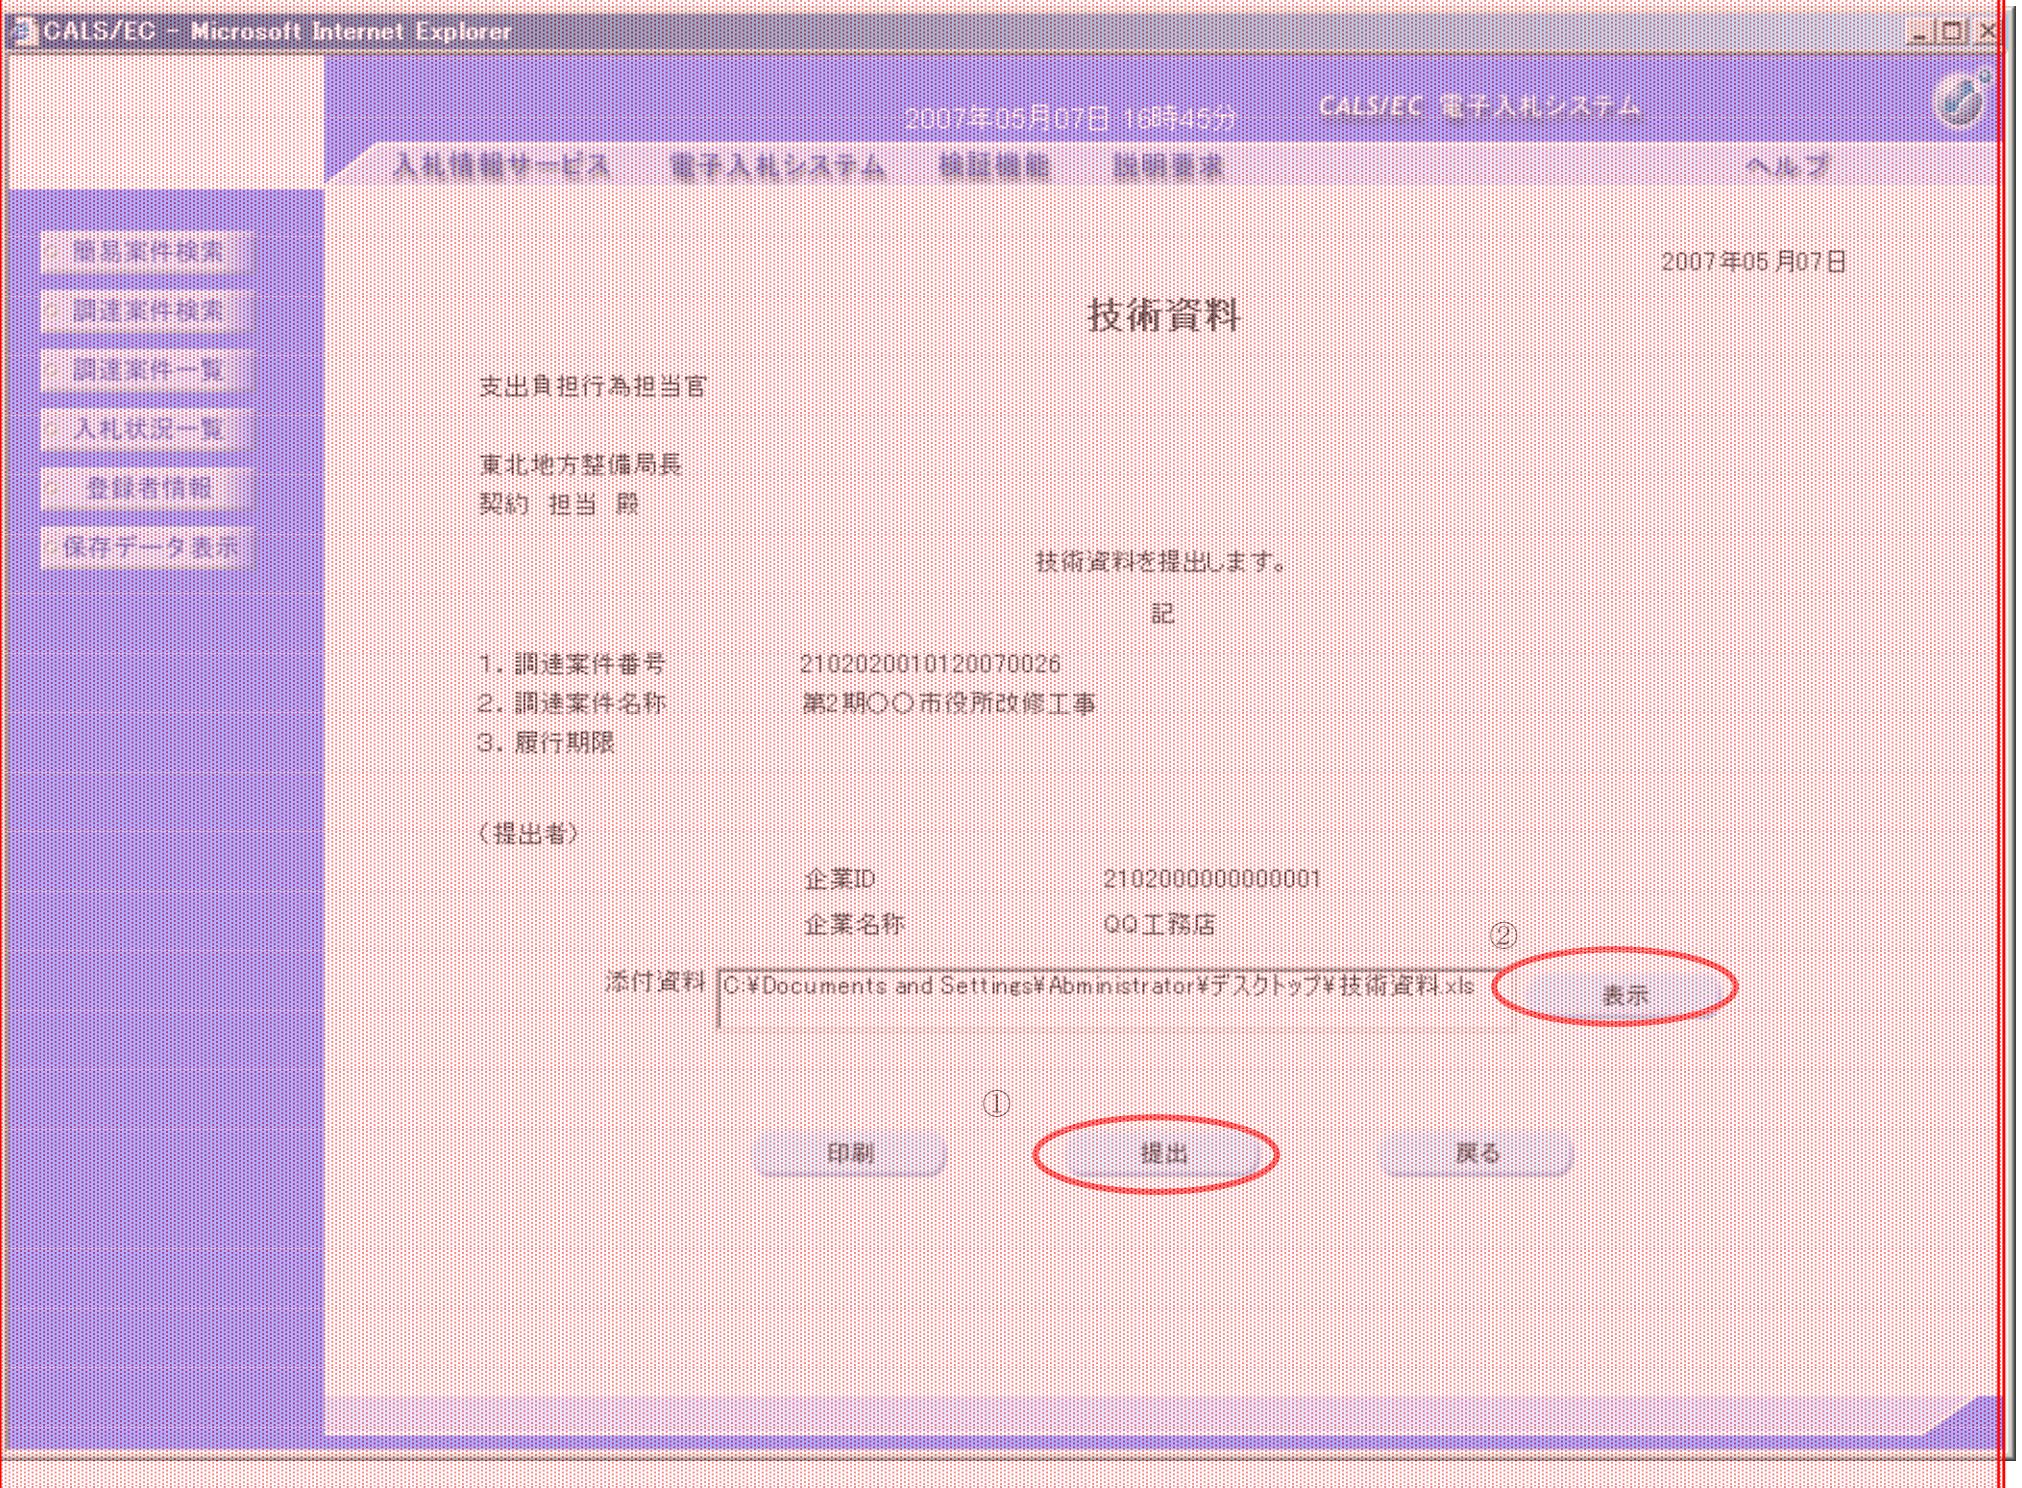 CALS/EC - Microsoft Internet Explorer
2007年05月07日 16時45分
CALS/EC 電子入札システム
入札情報サービス 電子入札システム 検証機能 説明要求 ヘルプ
簡易案件検索
調達案件検索
調達案件一覧
入札状況一覧
登録者情報
保存データ表示
2007年05月07日
技術資料
支出負担行為担当官
東北地方整備局長
契約 担当 殿
技術資料を提出します。
記
1. 調達案件番号 2102020010120070026
2. 調達案件名称 第2期〇〇市役所改修工事
3. 履行期限
(提出者)
企業ID 2102000000000001
企業名称 QQ工務店
②
添付資料 C:¥Documents and Settings¥Abministrator¥デスクトップ¥技術資料.xls 表示
①
印刷 提出 戻る